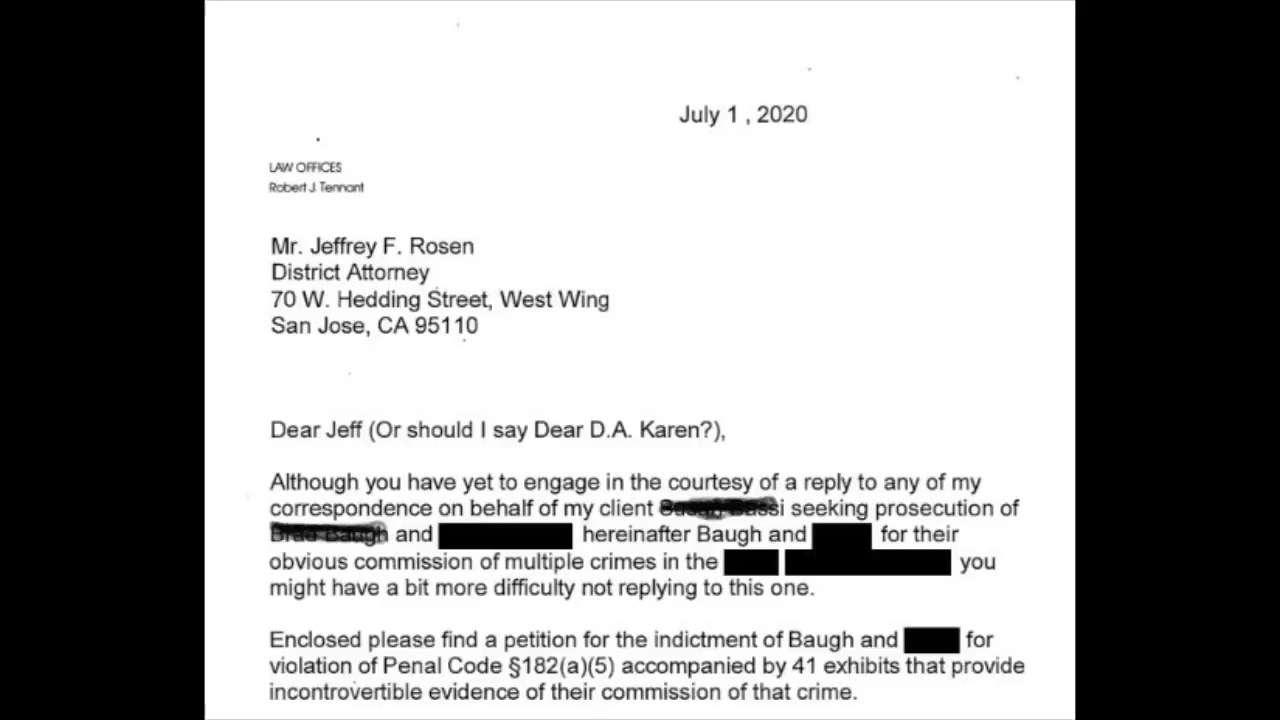 July 1 , 2020
LAW OFFICES
Robert J. Tennant
Mr. Jeffrey F. Rosen
District Attorney
70 W. Hedding Street, West Wing
San Jose, CA 95110
Dear Jeff (Or should I say Dear D.A. Karen?),
Although you have yet to engage in the courtesy of a reply to any of my
correspondence on behalf of my client seeking prosecution of
and hereinafter Baugh and for their
obvious commission of multiple crimes in the you
might have a bit more difficulty not replying to this one.
Enclosed please find a petition for the indictment of Baugh and for
violation of Penal Code §182(a)(5) accompanied by 41 exhibits that provide
incontrovertible evidence of their commission of that crime.